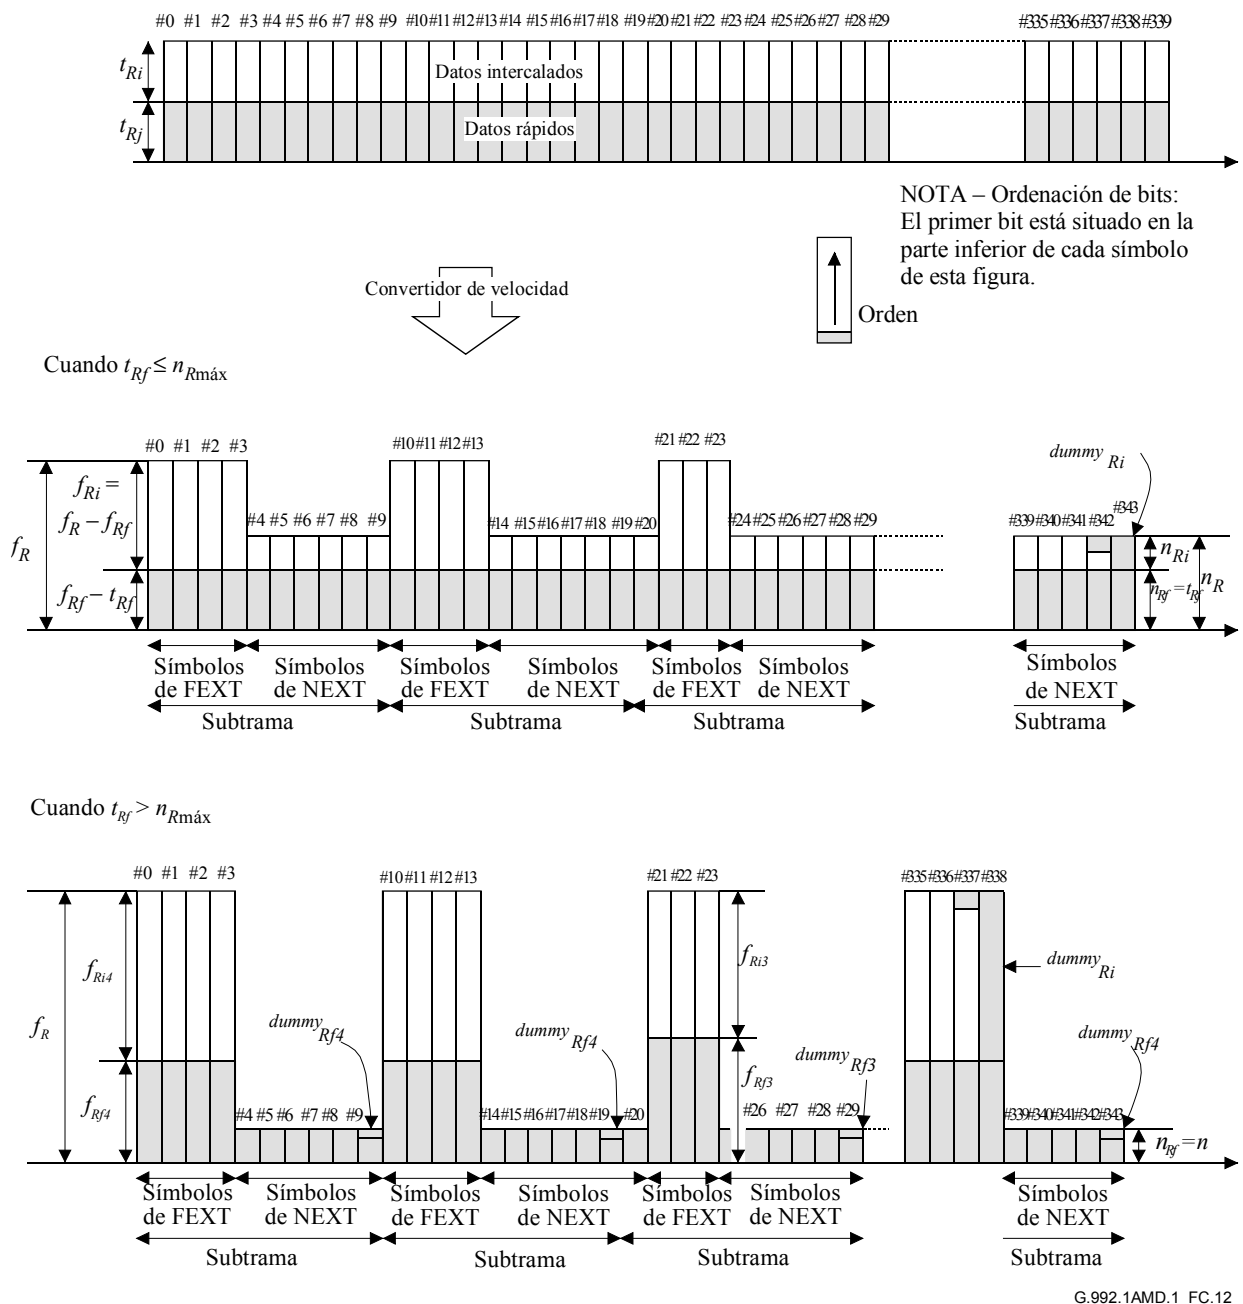 #0 #1 #2 #3 #4 #5 #6 #7 #8 #9 #10 #11 #12 #13 #14 #15 #16 #17 #18 #19 #20 #21 #22 #23 #24 #25 #26 #27 #28 #29 #335 #336 #337 #338 #339
t_Ri
Datos intercalados
t_Rj
Datos rápidos
NOTA – Ordenación de bits:
El primer bit está situado en la
parte inferior de cada símbolo
de esta figura.
Convertidor de velocidad
Orden
Cuando t_Rf ≤ n_Rmáx
#0 #1 #2 #3 #10 #11 #12 #13 #21 #22 #23
dummy_Ri
f_Ri =
f_R – f_Rf
#4 #5 #6 #7 #8 #9 #14 #15 #16 #17 #18 #19 #20 #24 #25 #26 #27 #28 #29 #339 #340 #341 #342 #343
f_R
n_Ri
f_Rf – t_Rf
n_Rf = t_Rf
n_R
Símbolos de FEXT
Símbolos de NEXT
Símbolos de FEXT
Símbolos de NEXT
Símbolos de FEXT
Símbolos de NEXT
Símbolos de NEXT
Subtrama
Subtrama
Subtrama
Subtrama
Cuando t_Rf > n_Rmáx
#0 #1 #2 #3 #10 #11 #12 #13 #21 #22 #23 #335 #336 #337 #338
f_Ri4
f_Ri3
dummy_Ri
f_R
dummy_Rf4
dummy_Rf4
dummy_Rf3
dummy_Rf4
f_Rf4
f_Rf3
#4 #5 #6 #7 #8 #9 #14 #15 #16 #17 #18 #19 #20 #26 #27 #28 #29 #339 #340 #341 #342 #343
n_Rf = n
Símbolos de FEXT
Símbolos de NEXT
Símbolos de FEXT
Símbolos de NEXT
Símbolos de FEXT
Símbolos de NEXT
Símbolos de NEXT
Subtrama
Subtrama
Subtrama
Subtrama
G.992.1AMD.1_FC.12